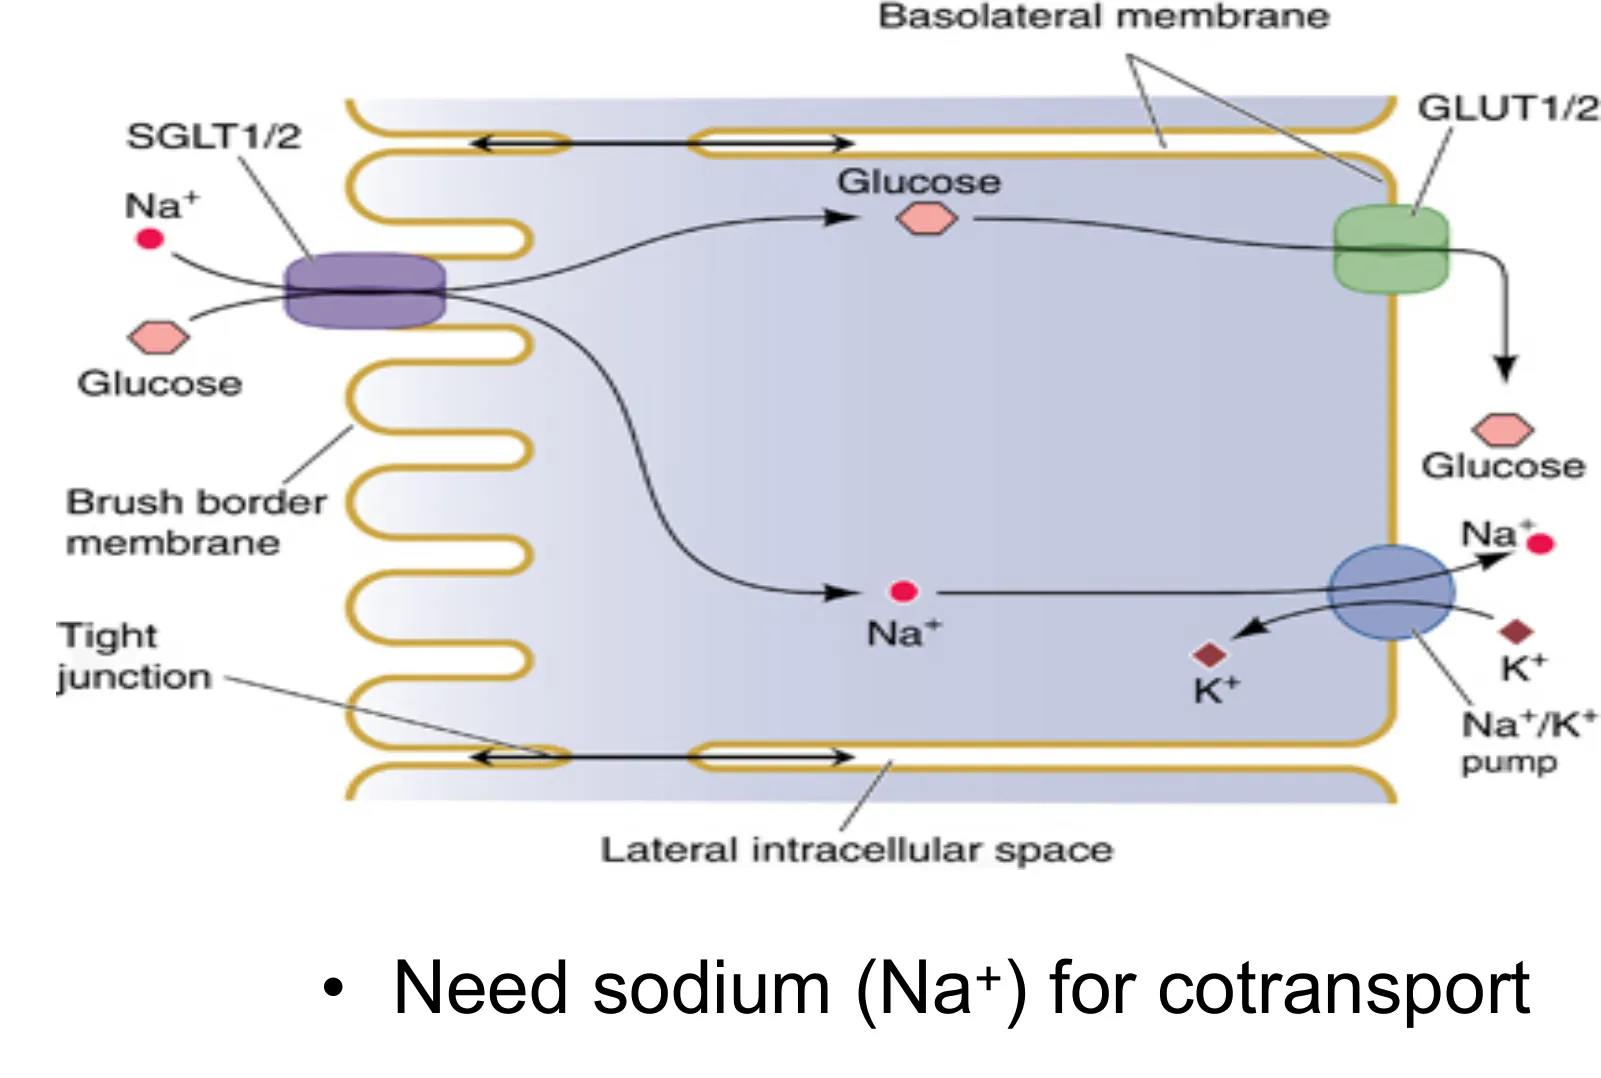 Basolateral membrane
GLUT1/2
SGLT1/2
Na⁺
Glucose
Glucose
Glucose
Brush border
membrane
Na⁺
Tight
junction
Na⁺
K⁺
K⁺
Na⁺/K⁺
pump
Lateral intracellular space
• Need sodium (Na⁺) for cotransport